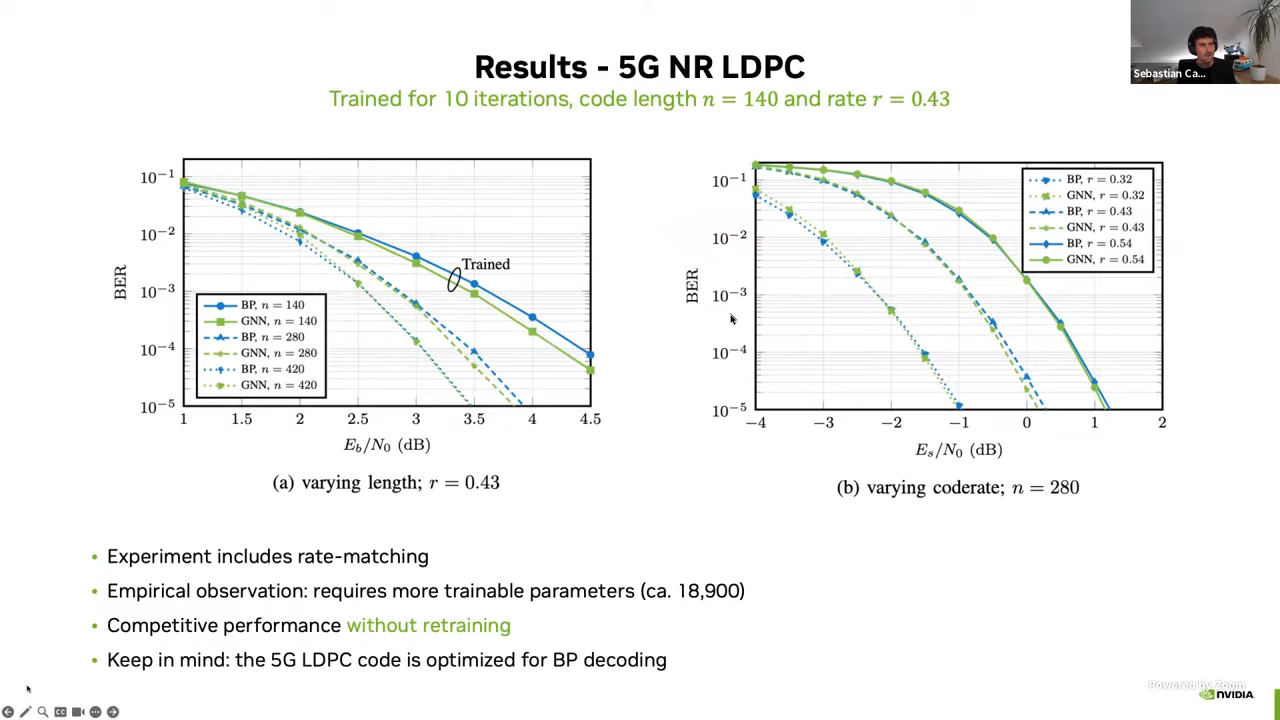 Results - 5G NR LDPC
Trained for 10 iterations, code length n = 140 and rate r = 0.43
Sebastian Ca...
10⁻¹
10⁻²
10⁻³
10⁻⁴
10⁻⁵
BER
Trained
BP, n = 140
GNN, n = 140
BP, n = 280
GNN, n = 280
BP, n = 420
GNN, n = 420
1 1.5 2 2.5 3 3.5 4 4.5
E_b/N_0 (dB)
(a) varying length; r = 0.43
10⁻¹
10⁻²
10⁻³
10⁻⁴
10⁻⁵
BER
BP, r = 0.32
GNN, r = 0.32
BP, r = 0.43
GNN, r = 0.43
BP, r = 0.54
GNN, r = 0.54
−4 −3 −2 −1 0 1 2
E_s/N_0 (dB)
(b) varying coderate; n = 280
• Experiment includes rate-matching
• Empirical observation: requires more trainable parameters (ca. 18,900)
• Competitive performance without retraining
• Keep in mind: the 5G LDPC code is optimized for BP decoding
Powered by Zoom
NVIDIA
CC